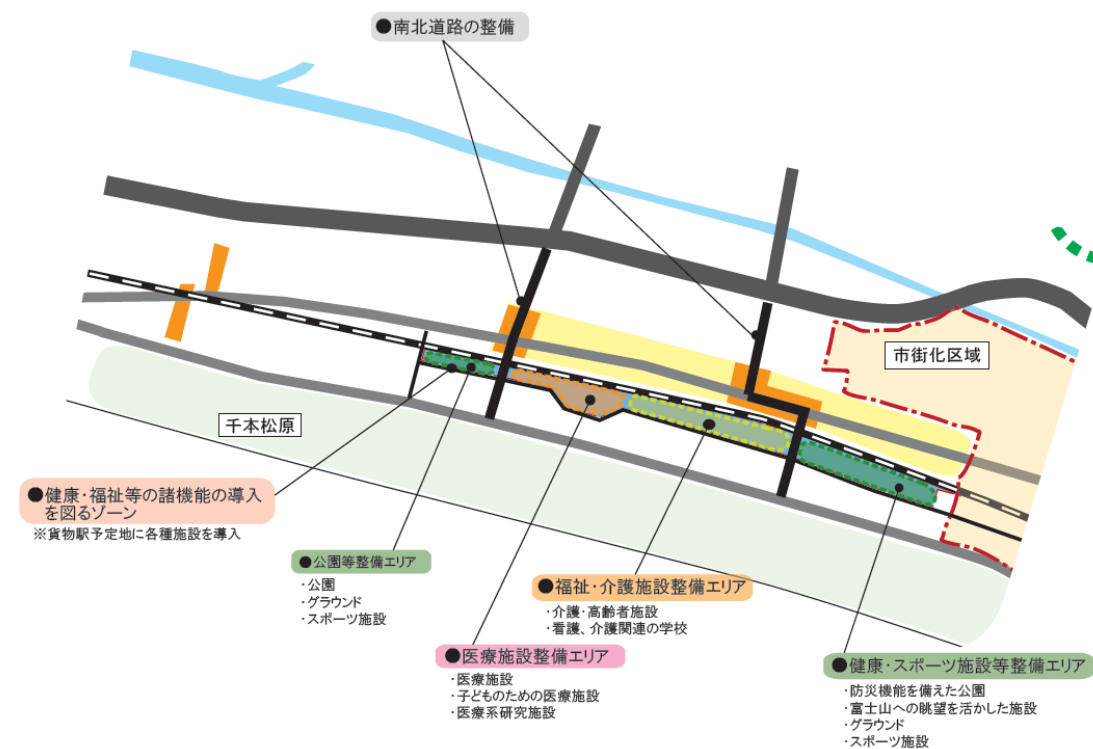 ●南北道路の整備
市街化区域
千本松原
●健康・福祉等の諸機能の導入
を図るゾーン
※貨物駅予定地に各種施設を導入
●公園等整備エリア
・公園
・グラウンド
・スポーツ施設
●福祉・介護施設整備エリア
・介護・高齢者施設
・看護、介護関連の学校
●医療施設整備エリア
・医療施設
・子どものための医療施設
・医療系研究施設
●健康・スポーツ施設等整備エリア
・防災機能を備えた公園
・富士山への眺望を活かした施設
・グラウンド
・スポーツ施設